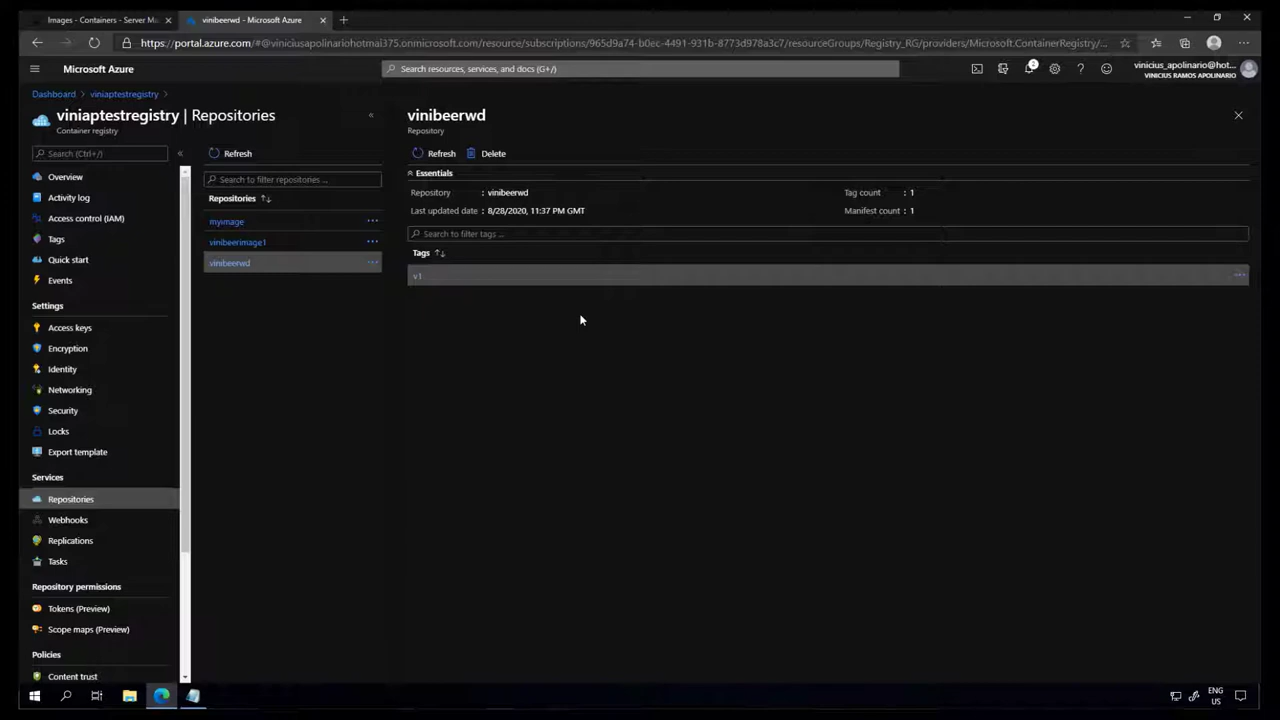 Images - Containers - Server Ma
vinibeerwd - Microsoft Azure
https://portal.azure.com/#@viniciusapolinariohotmai375.onmicrosoft.com/resource/subscriptions/965d9a74-b0ec-4491-931b-8773d978a3c7/resourceGroups/Registry_RG/providers/Microsoft.ContainerRegistry/...
Microsoft Azure
Search resources, services, and docs (G+/)
2
vinicius_apolinario@hot...
VINICIUS RAMOS APOLINARIO
Dashboard > viniaptestregistry >
viniaptestregistry | Repositories
Container registry
Search (Ctrl+/)
Overview
Activity log
Access control (IAM)
Tags
Quick start
Events
Settings
Access keys
Encryption
Identity
Networking
Security
Locks
Export template
Services
Repositories
Webhooks
Replications
Tasks
Repository permissions
Tokens (Preview)
Scope maps (Preview)
Policies
Content trust
Refresh
Search to filter repositories ...
Repositories
myimage
vinibeerimage1
vinibeerwd
vinibeerwd
Repository
Refresh
Delete
Essentials
Repository : vinibeerwd
Tag count : 1
Last updated date : 8/28/2020, 11:37 PM GMT
Manifest count : 1
Search to filter tags ...
Tags
v1
ENG
US